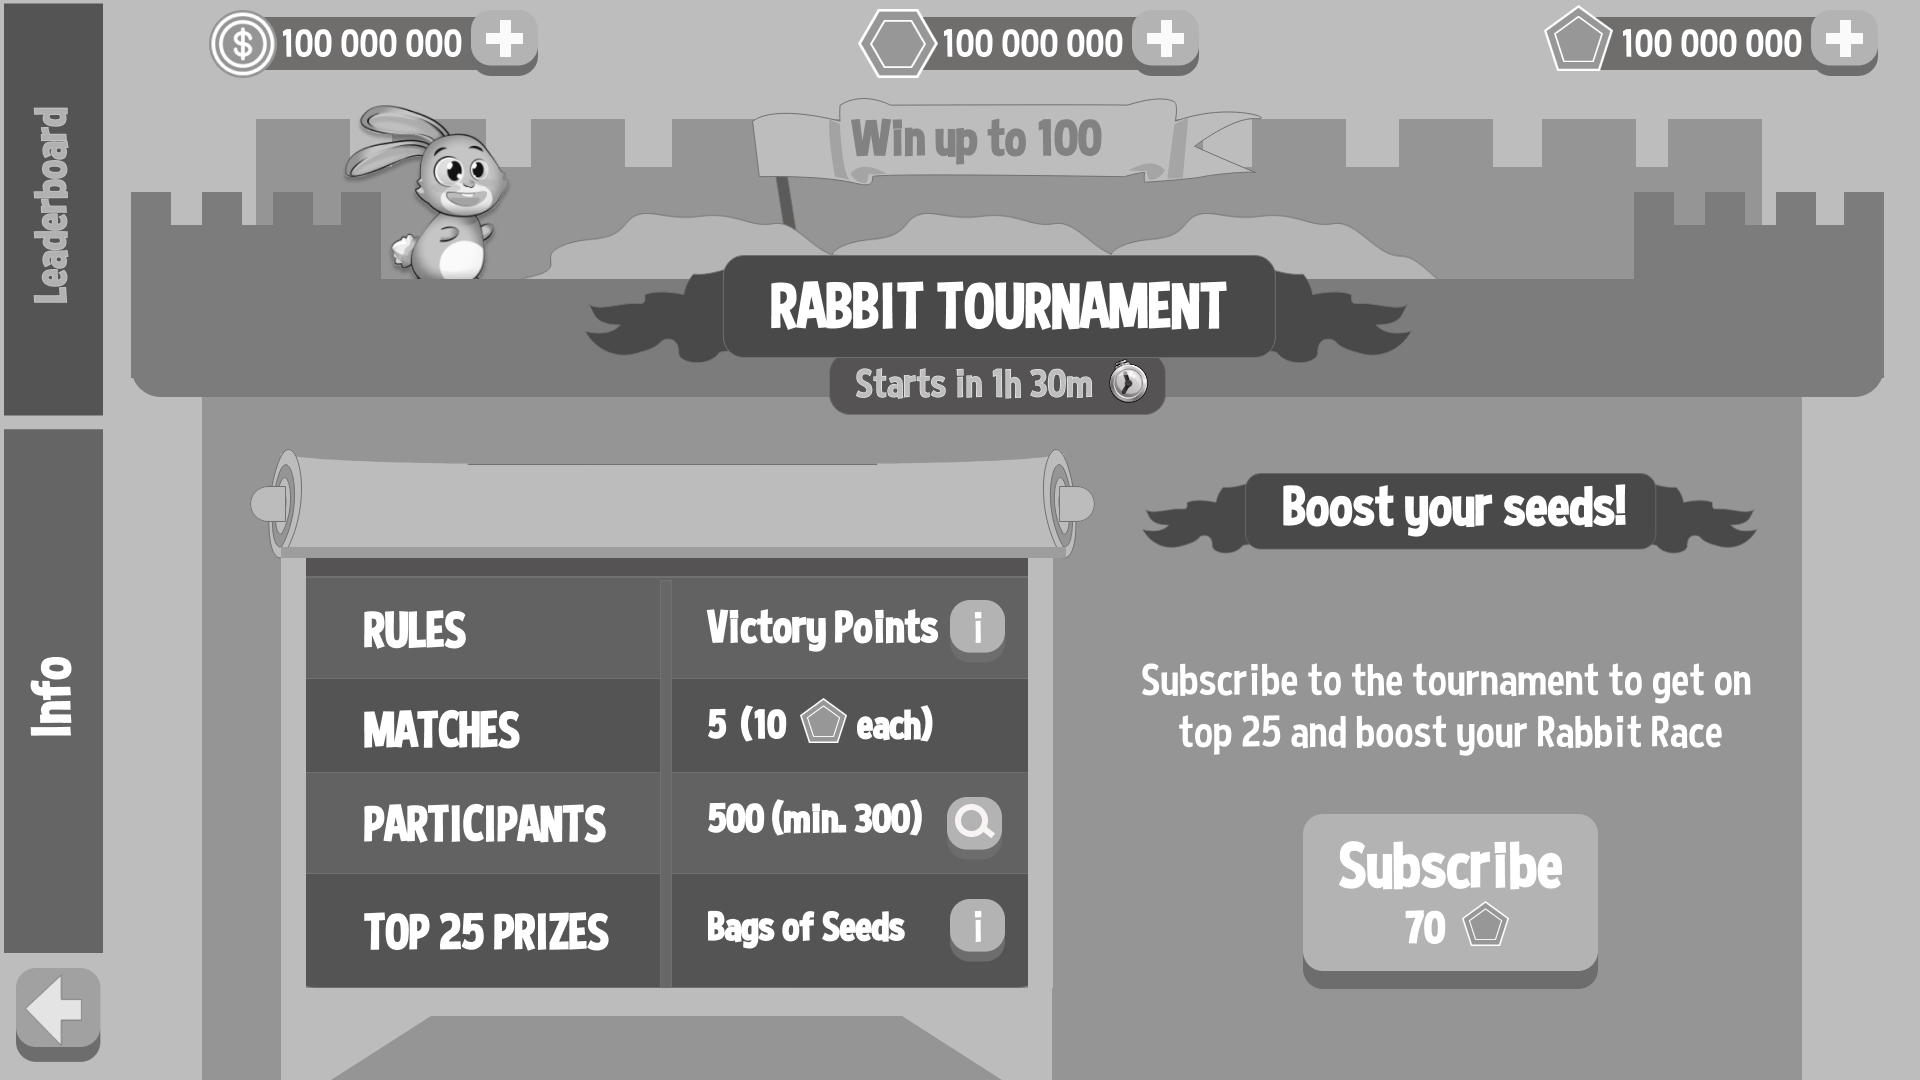 100 000 000
100 000 000
100 000 000
Leaderboard
Info
Win up to 100
RABBIT TOURNAMENT
Starts in 1h 30m
RULES
Victory Points i
MATCHES
5 (10 each)
PARTICIPANTS
500 (min. 300)
TOP 25 PRIZES
Bags of Seeds i
Boost your seeds!
Subscribe to the tournament to get on
top 25 and boost your Rabbit Race
Subscribe
70